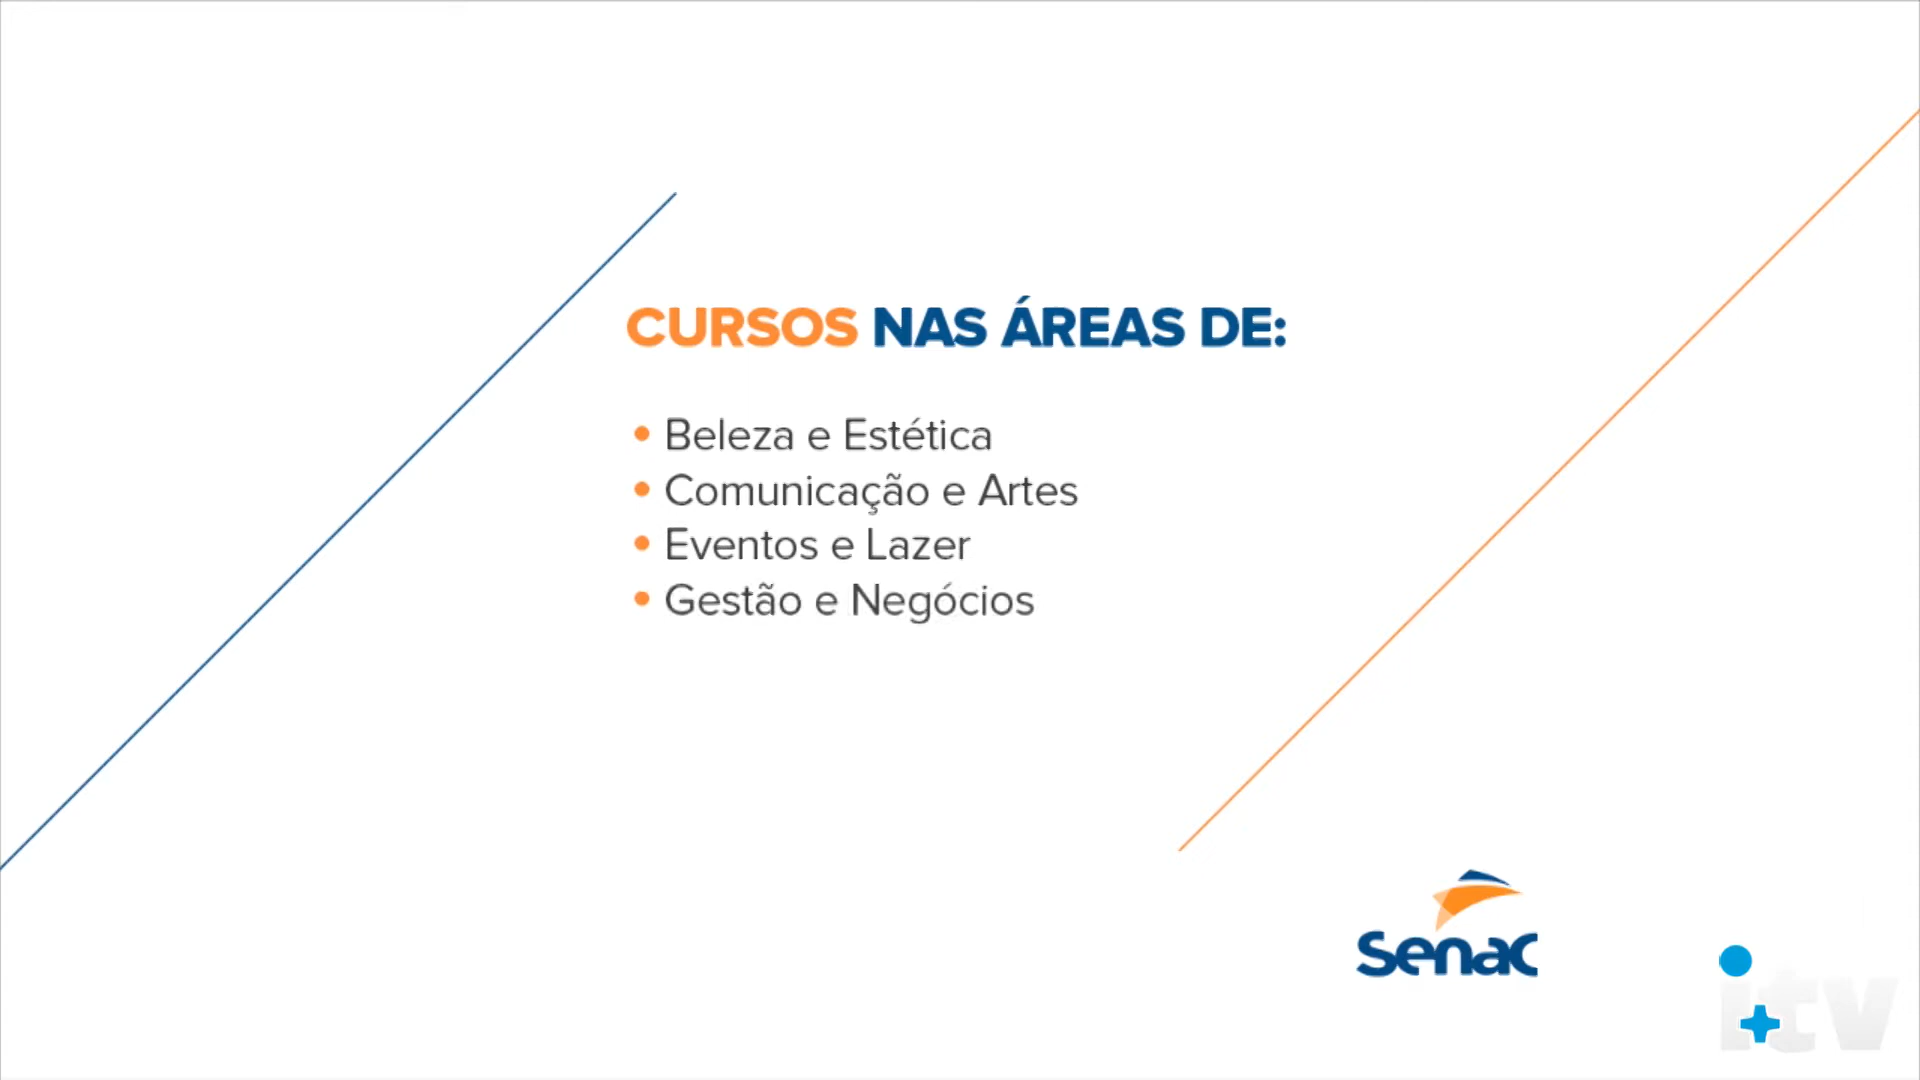 CURSOS NAS ÁREAS DE:
• Beleza e Estética
• Comunicação e Artes
• Eventos e Lazer
• Gestão e Negócios
Senac
itv